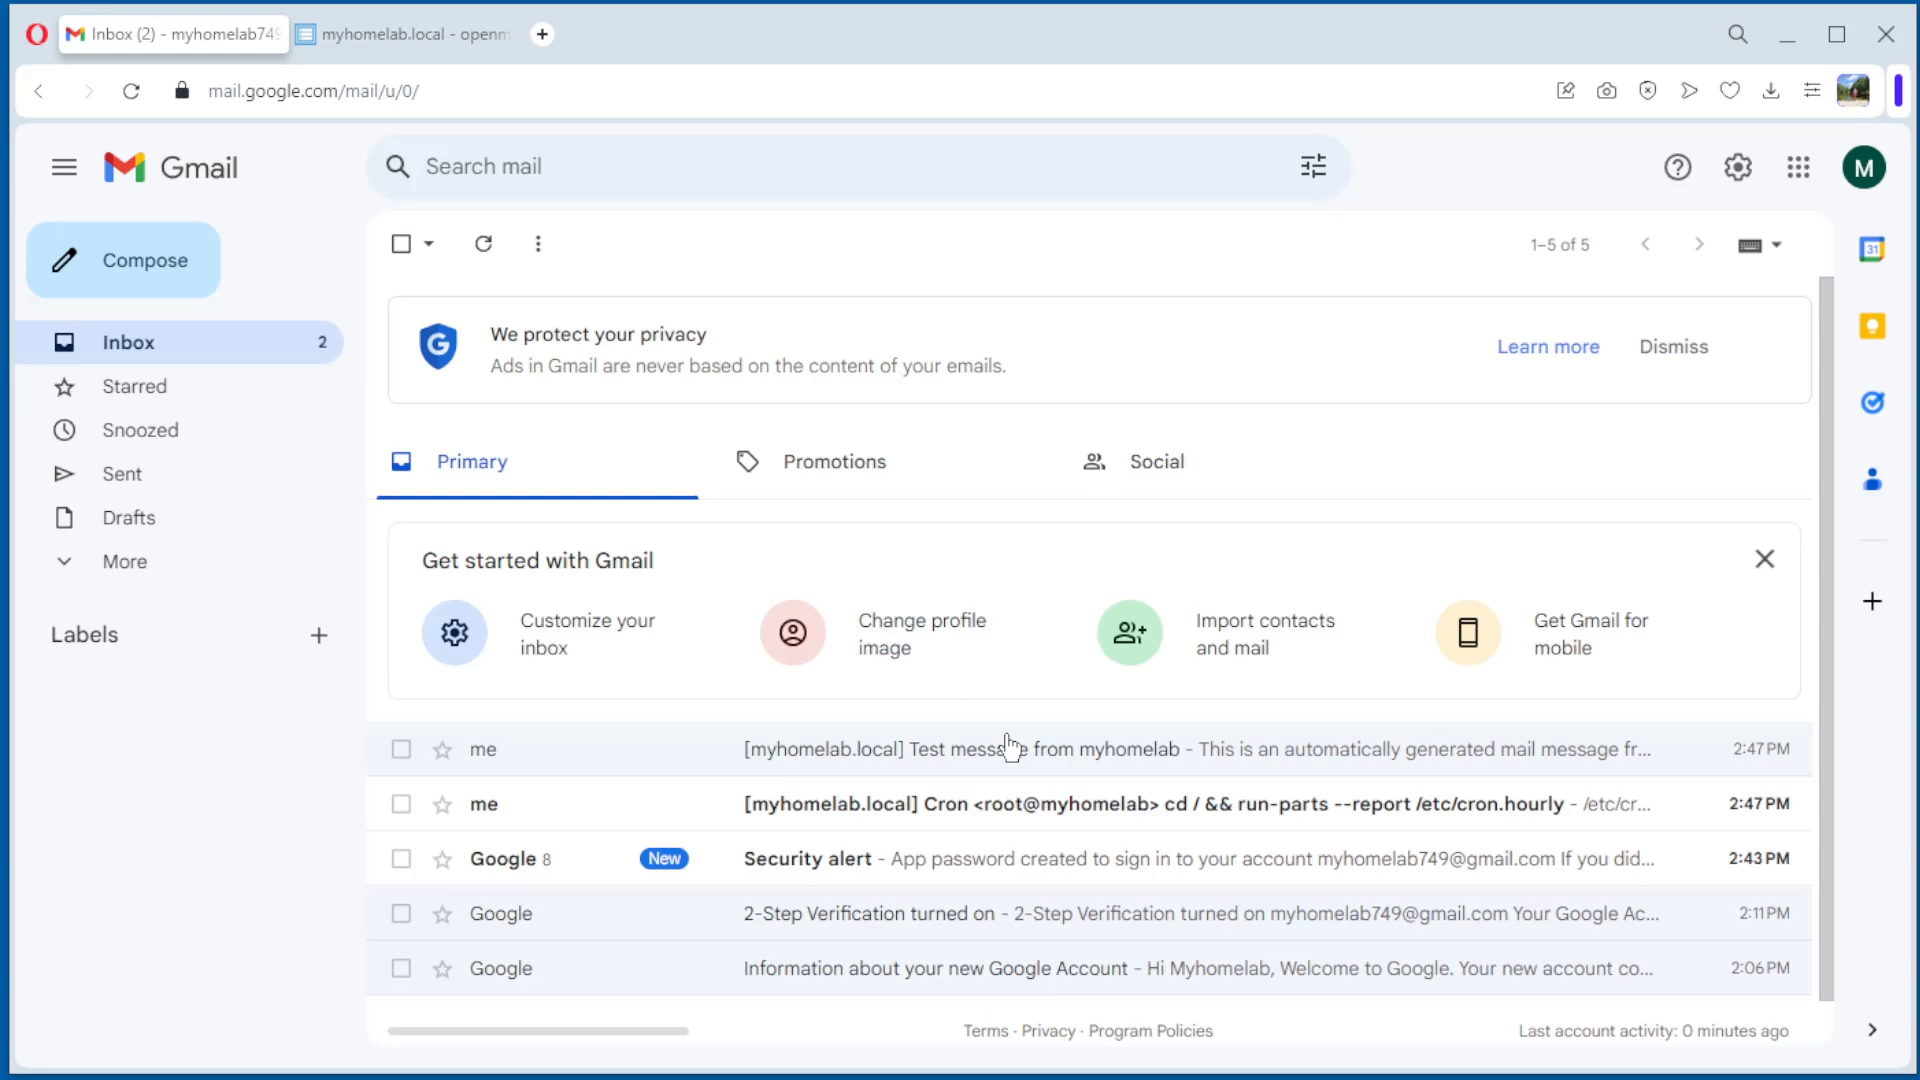 Inbox (2) - myhomelab749
myhomelab.local - openm
mail.google.com/mail/u/0/
Gmail
Search mail
M
Compose
1–5 of 5
31
We protect your privacy
Ads in Gmail are never based on the content of your emails.
Learn more
Dismiss
Inbox 2
Starred
Snoozed
Sent
Drafts
More
Labels
Primary
Promotions
Social
Get started with Gmail
Customize your
inbox
Change profile
image
Import contacts
and mail
Get Gmail for
mobile
me [myhomelab.local] Test message from myhomelab - This is an automatically generated mail message fr... 2:47 PM
me [myhomelab.local] Cron <root@myhomelab> cd / && run-parts --report /etc/cron.hourly - /etc/cr... 2:47 PM
Google 8 New Security alert - App password created to sign in to your account myhomelab749@gmail.com If you did... 2:43 PM
Google 2-Step Verification turned on - 2-Step Verification turned on myhomelab749@gmail.com Your Google Ac... 2:11 PM
Google Information about your new Google Account - Hi Myhomelab, Welcome to Google. Your new account co... 2:06 PM
Terms · Privacy · Program Policies
Last account activity: 0 minutes ago